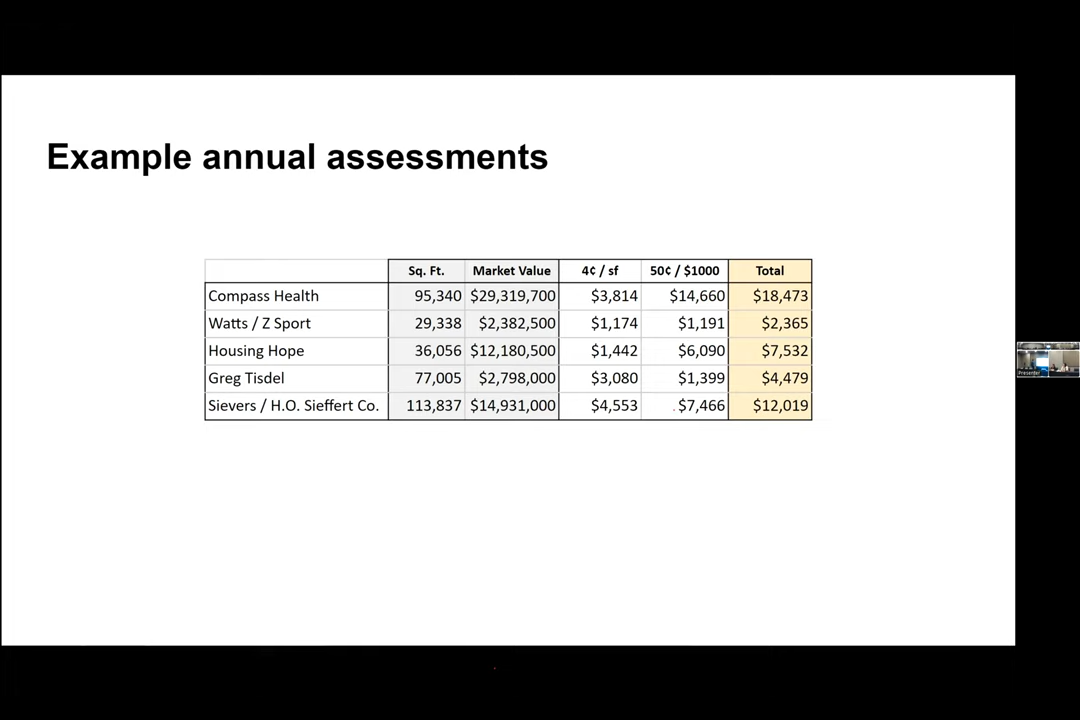 Example annual assessments
Sq. Ft. Market Value 4¢ / sf 50¢ / $1000 Total
Compass Health 95,340 $29,319,700 $3,814 $14,660 $18,473
Watts / Z Sport 29,338 $2,382,500 $1,174 $1,191 $2,365
Housing Hope 36,056 $12,180,500 $1,442 $6,090 $7,532
Greg Tisdel 77,005 $2,798,000 $3,080 $1,399 $4,479
Sievers / H.O. Sieffert Co. 113,837 $14,931,000 $4,553 $7,466 $12,019
Presenter